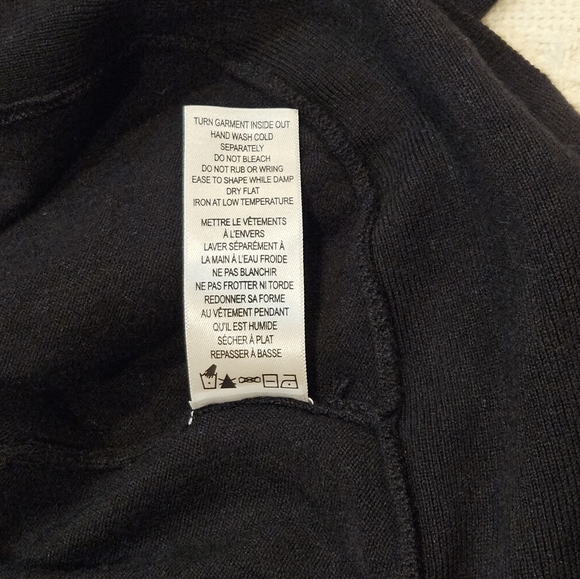 TURN GARMENT INSIDE OUT
HAND WASH COLD
SEPARATELY
DO NOT BLEACH
DO NOT RUB OR WRING
EASE TO SHAPE WHILE DAMP
DRY FLAT
IRON AT LOW TEMPERATURE
METTRE LE VÊTEMENTS
À L'ENVERS
LAVER SÉPARÉMENT À
LA MAIN À L'EAU FROIDE
NE PAS BLANCHIR
NE PAS FROTTER NI TORDE
REDONNER SA FORME
AU VÊTEMENT PENDANT
QU'IL EST HUMIDE
SÉCHER À PLAT
REPASSER À BASSE